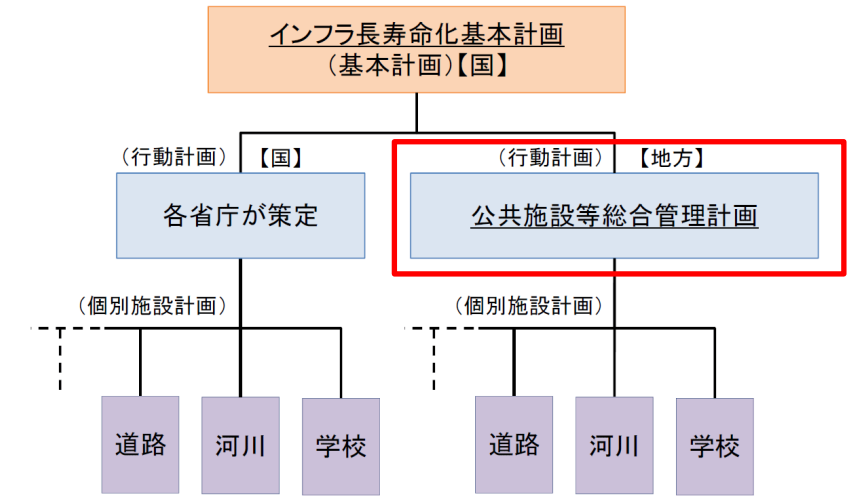 インフラ長寿命化基本計画
(基本計画)【国】
(行動計画) 【国】
(行動計画) 【地方】
各省庁が策定
公共施設等総合管理計画
(個別施設計画)
(個別施設計画)
道路
河川
学校
道路
河川
学校